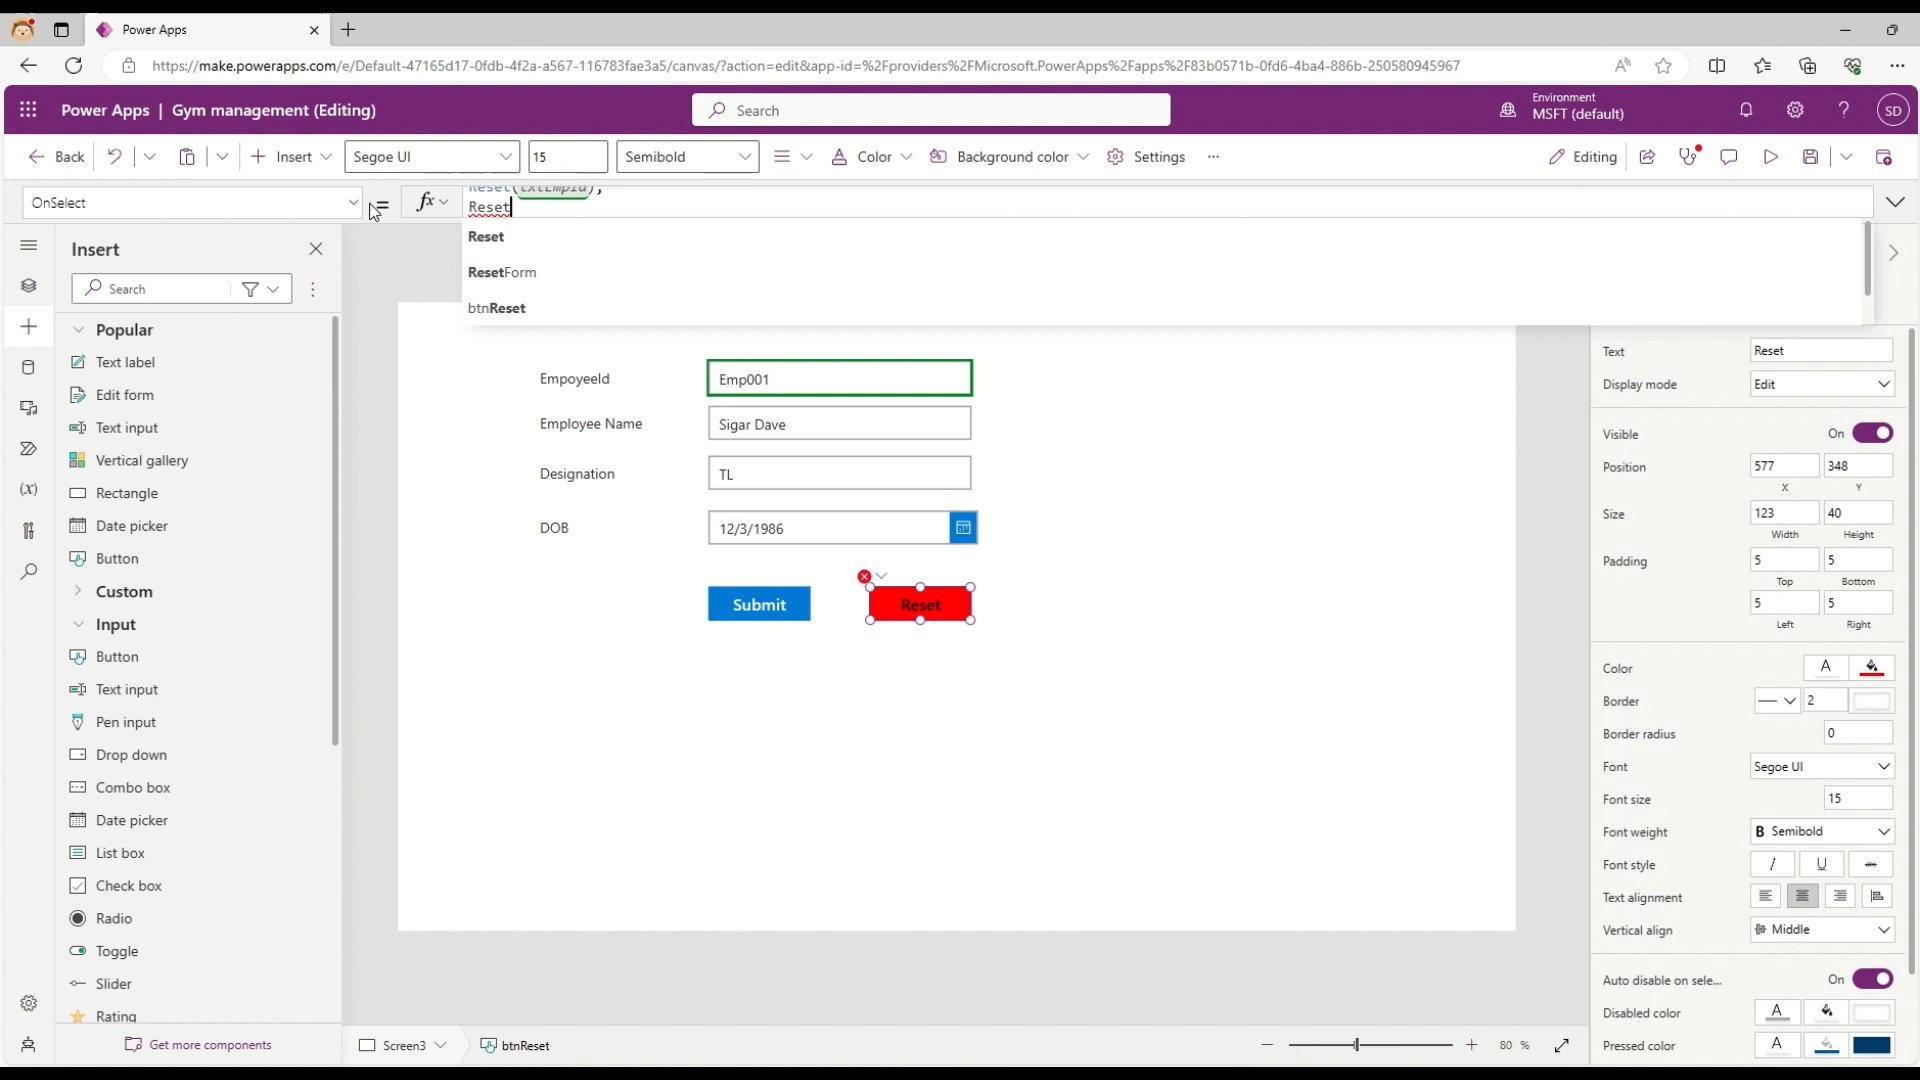 Power Apps
https://make.powerapps.com/e/Default-47165d17-0fdb-4f2a-a567-116783fae3a5/canvas/?action=edit&app-id=%2Fproviders%2FMicrosoft.PowerApps%2Fapps%2F83b0571b-0fd6-4ba4-886b-250580945967
Power Apps | Gym management (Editing)
Search
Environment
MSFT (default)
SD
Back
Insert
Segoe UI
15
Semibold
Color
Background color
Settings
Editing
OnSelect
=
fx
Reset(txtEmpId);
Reset
Reset
ResetForm
btnReset
Insert
Search
Popular
Text label
Edit form
Text input
Vertical gallery
Rectangle
Date picker
Button
Custom
Input
Button
Text input
Pen input
Drop down
Combo box
Date picker
List box
Check box
Radio
Toggle
Slider
Rating
Get more components
EmpoyeeId
Emp001
Employee Name
Sigar Dave
Designation
TL
DOB
12/3/1986
Submit
Reset
Text
Reset
Display mode
Edit
Visible
On
Position
577
348
X
Y
Size
123
40
Width
Height
Padding
5
5
Top
Bottom
5
5
Left
Right
Color
A
Border
2
Border radius
0
Font
Segoe UI
Font size
15
Font weight
B Semibold
Font style
/
U
Text alignment
Vertical align
Middle
Auto disable on sele...
On
Disabled color
A
Pressed color
A
Screen3
btnReset
80 %